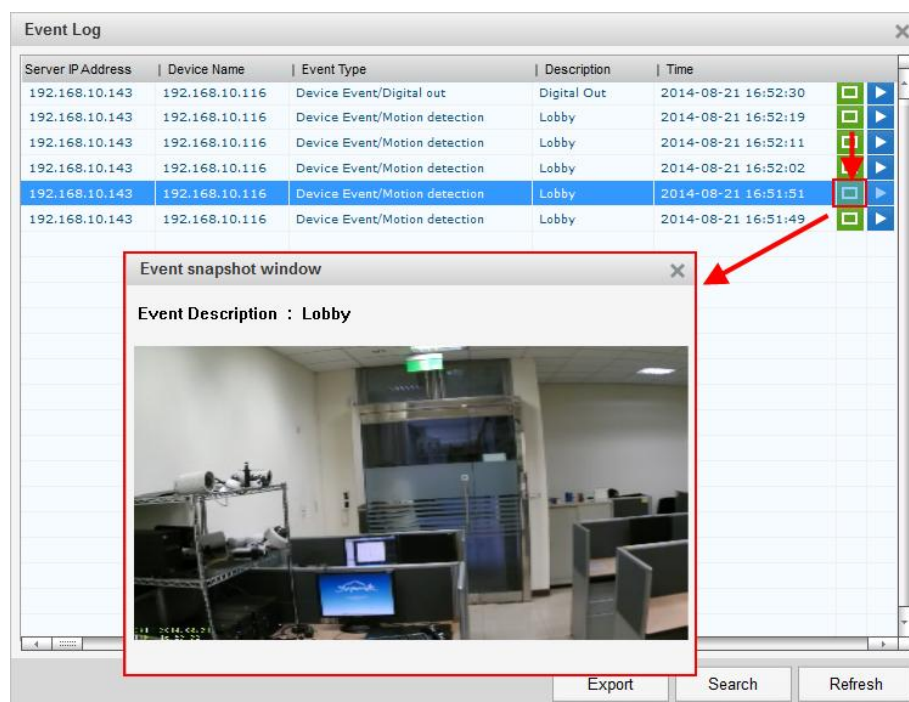 Event Log
Server IP Address | Device Name | Event Type | Description | Time
192.168.10.143 192.168.10.116 Device Event/Digital out Digital Out 2014-08-21 16:52:30
192.168.10.143 192.168.10.116 Device Event/Motion detection Lobby 2014-08-21 16:52:19
192.168.10.143 192.168.10.116 Device Event/Motion detection Lobby 2014-08-21 16:52:11
192.168.10.143 192.168.10.116 Device Event/Motion detection Lobby 2014-08-21 16:52:02
192.168.10.143 192.168.10.116 Device Event/Motion detection Lobby 2014-08-21 16:51:51
192.168.10.143 192.168.10.116 Device Event/Motion detection Lobby 2014-08-21 16:51:49
Event snapshot window
Event Description : Lobby
Export Search Refresh